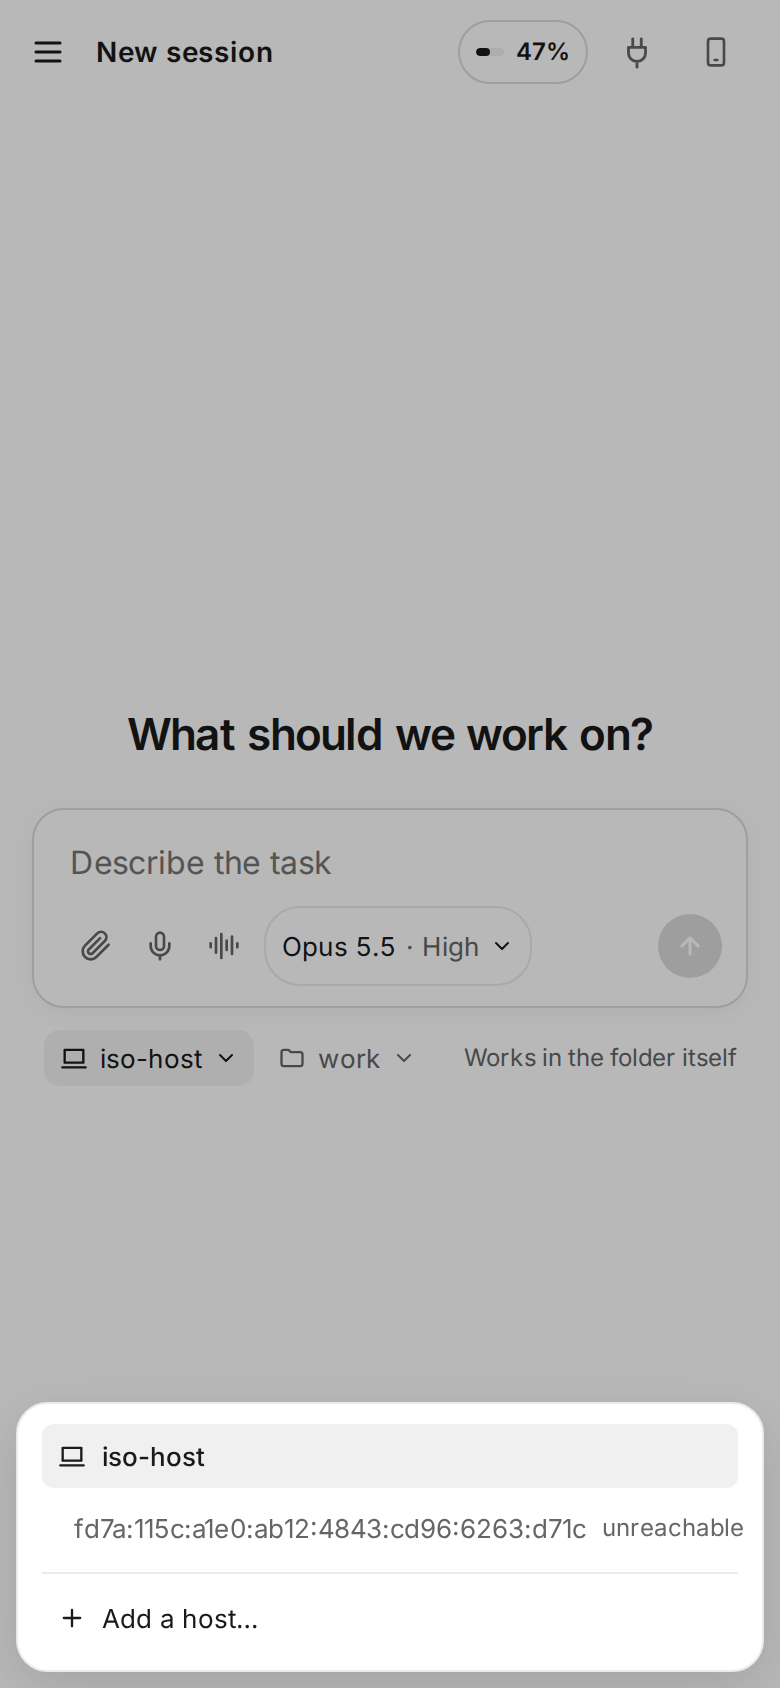 New session
47%
What should we work on?
Describe the task
Opus 5.5 · High
iso-host
work
Works in the folder itself
iso-host
fd7a:115c:a1e0:ab12:4843:cd96:6263:d71c unreachable
Add a host...